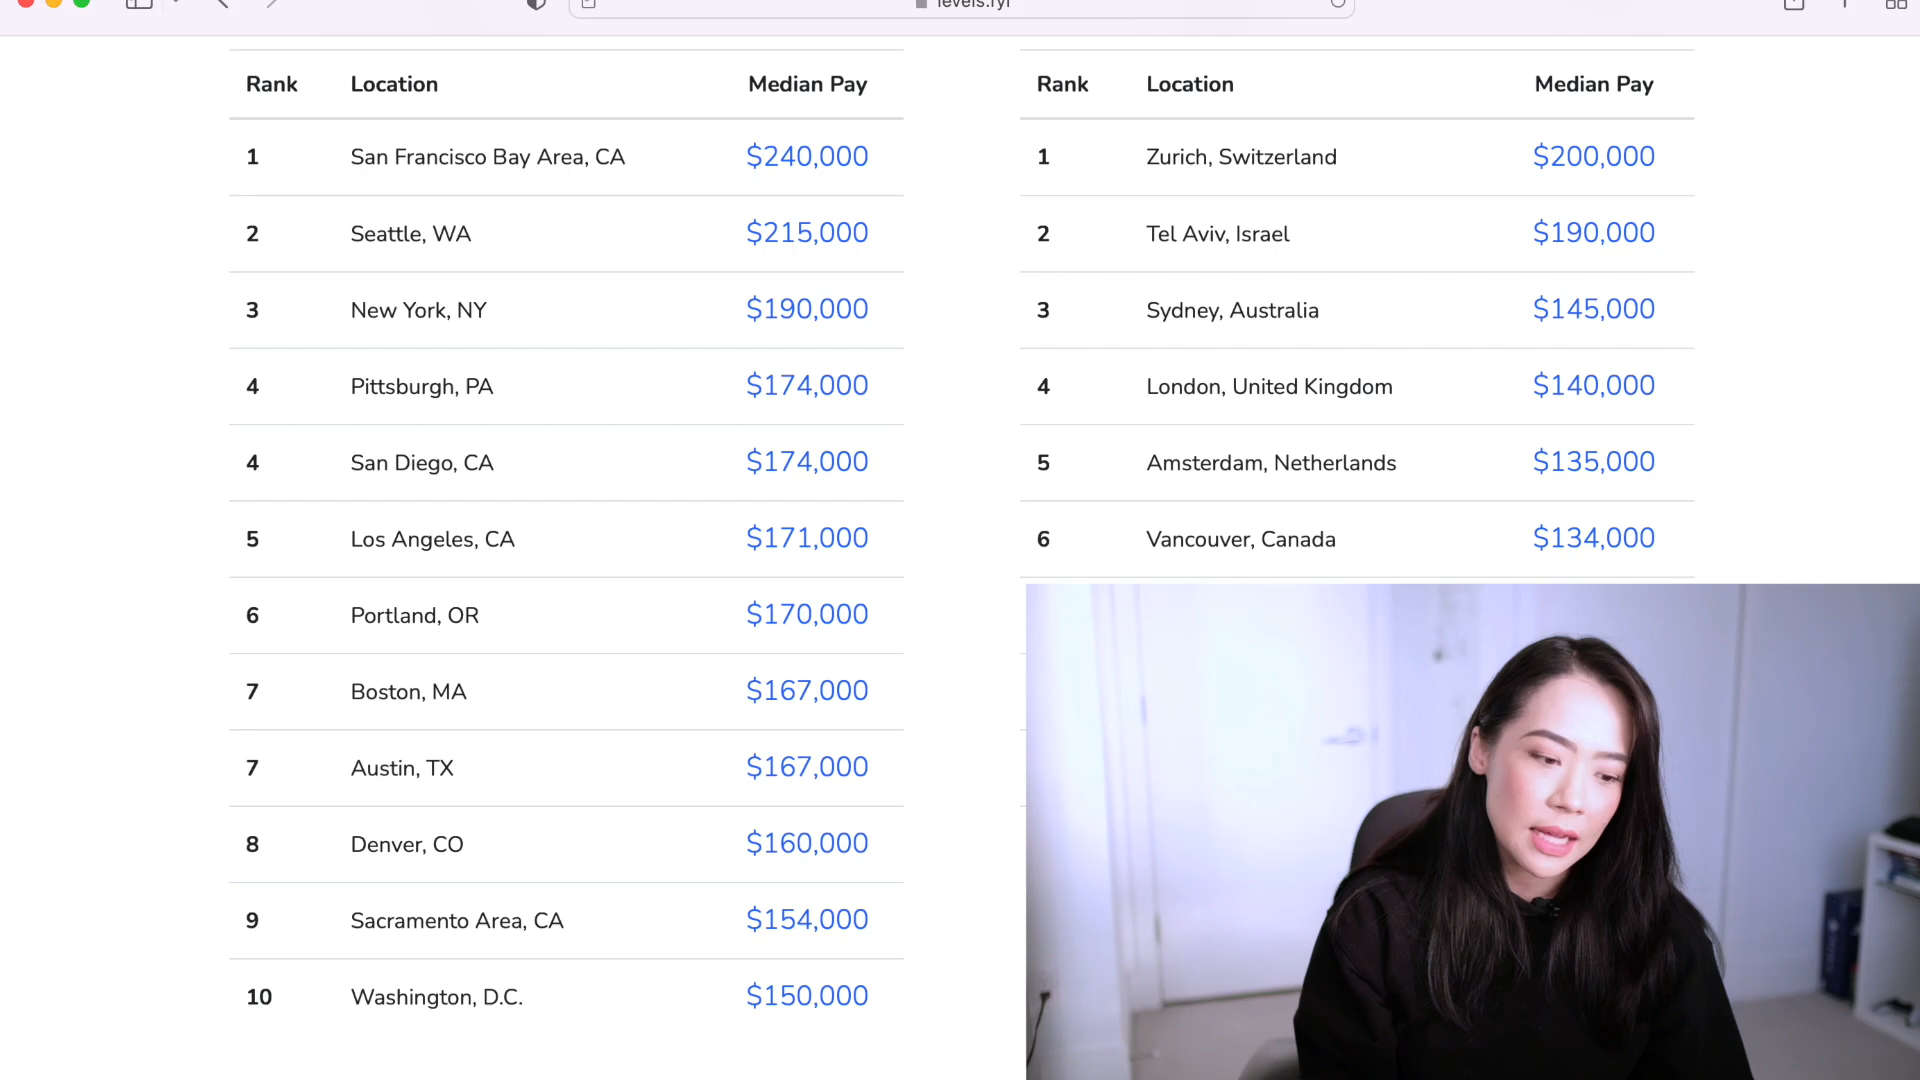 levels.fyi
Rank Location Median Pay
1 San Francisco Bay Area, CA $240,000
2 Seattle, WA $215,000
3 New York, NY $190,000
4 Pittsburgh, PA $174,000
4 San Diego, CA $174,000
5 Los Angeles, CA $171,000
6 Portland, OR $170,000
7 Boston, MA $167,000
7 Austin, TX $167,000
8 Denver, CO $160,000
9 Sacramento Area, CA $154,000
10 Washington, D.C. $150,000
Rank Location Median Pay
1 Zurich, Switzerland $200,000
2 Tel Aviv, Israel $190,000
3 Sydney, Australia $145,000
4 London, United Kingdom $140,000
5 Amsterdam, Netherlands $135,000
6 Vancouver, Canada $134,000